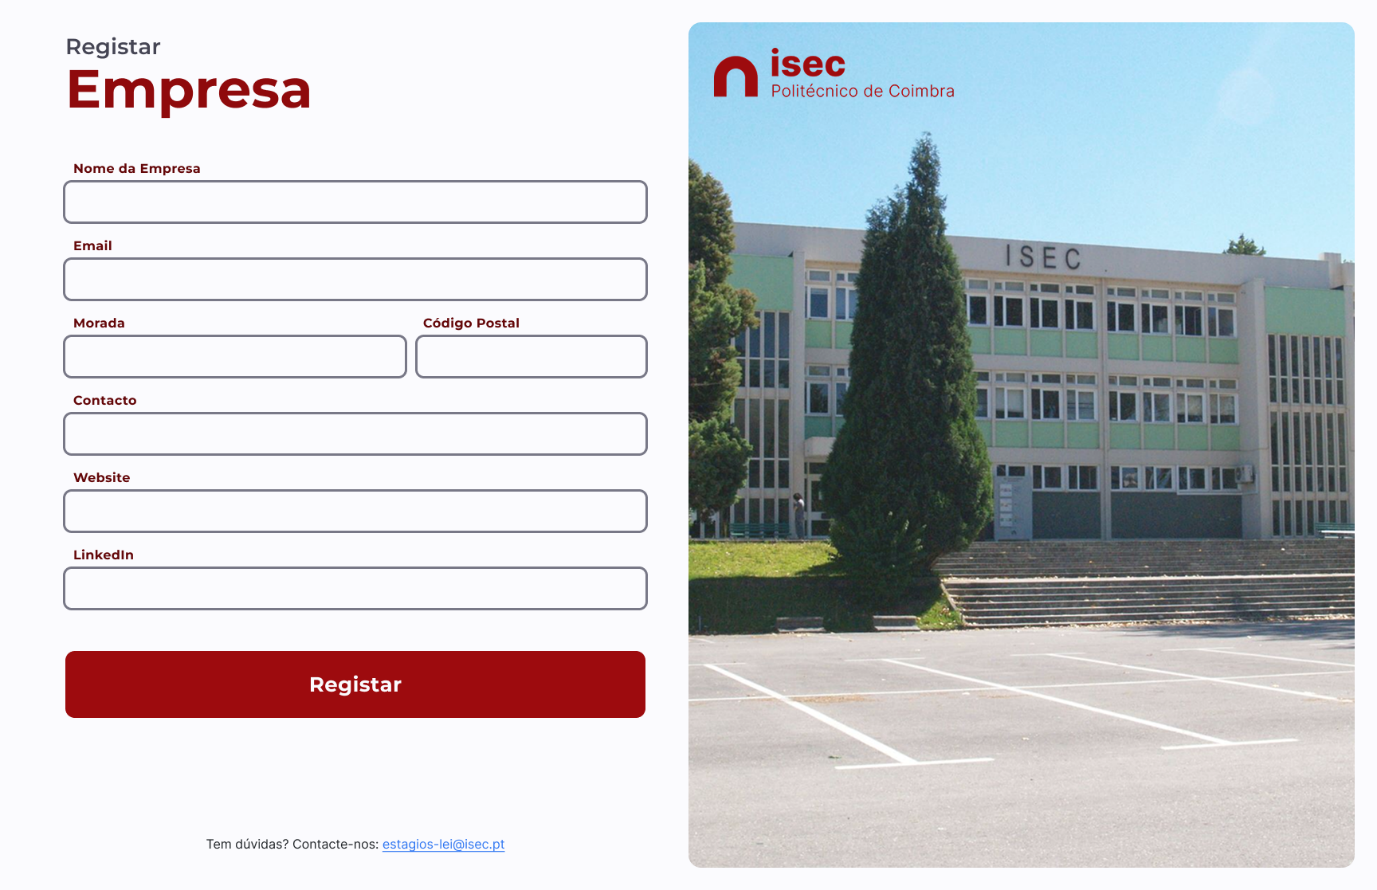 Registar
Empresa
Nome da Empresa
Email
Morada
Código Postal
Contacto
Website
LinkedIn
Registar
Tem dúvidas? Contacte-nos: estagios-lei@isec.pt
isec
Politécnico de Coimbra
ISEC